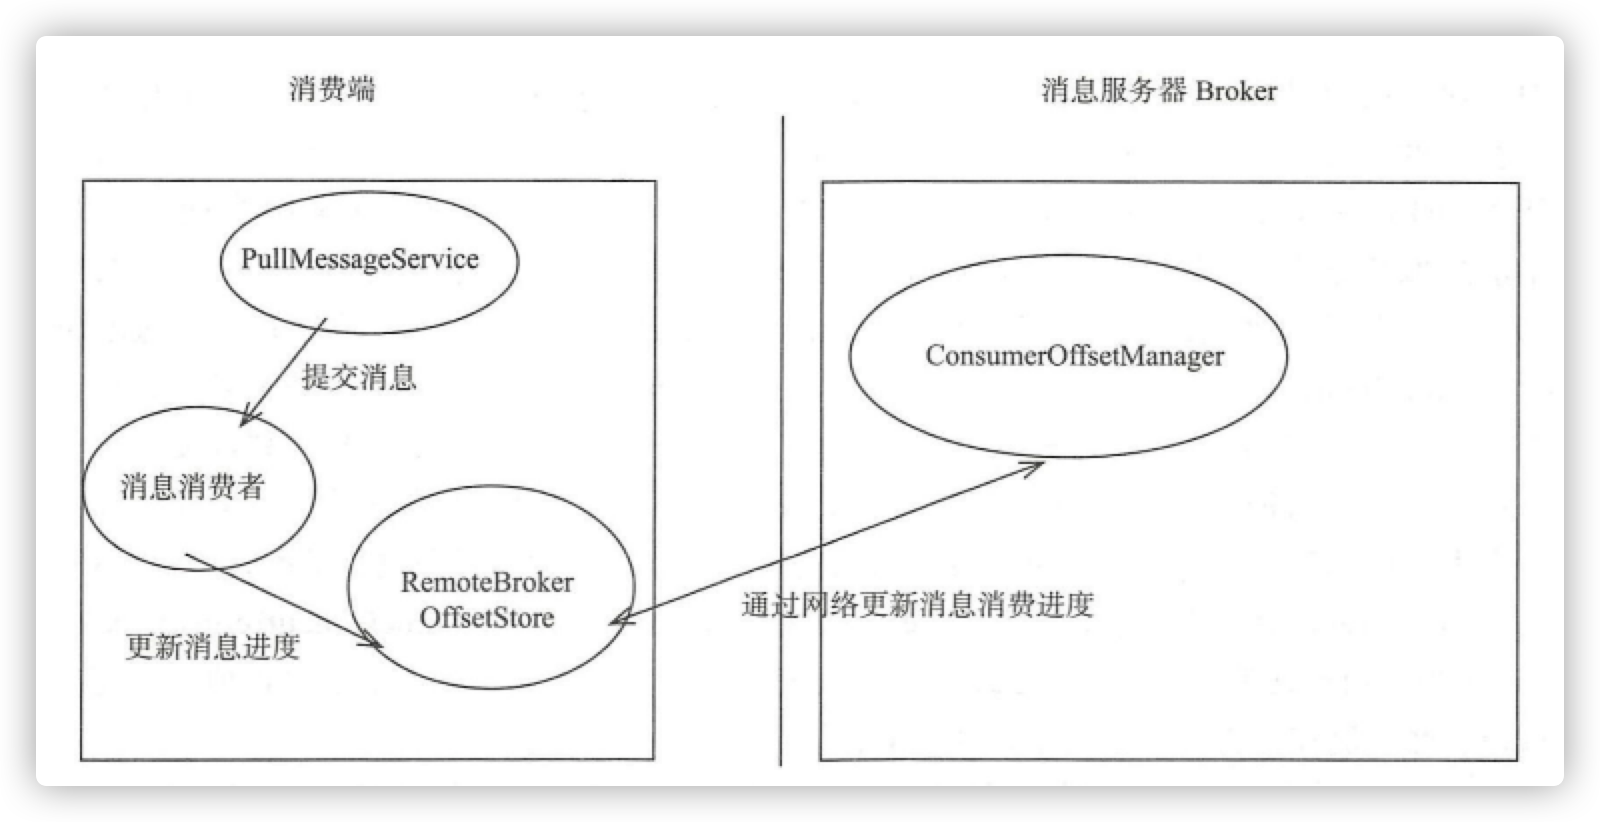 消费端
消息服务器 Broker
PullMessageService
提交消息
消息消费者
RemoteBroker
OffsetStore
更新消息进度
ConsumerOffsetManager
通过网络更新消息消费进度